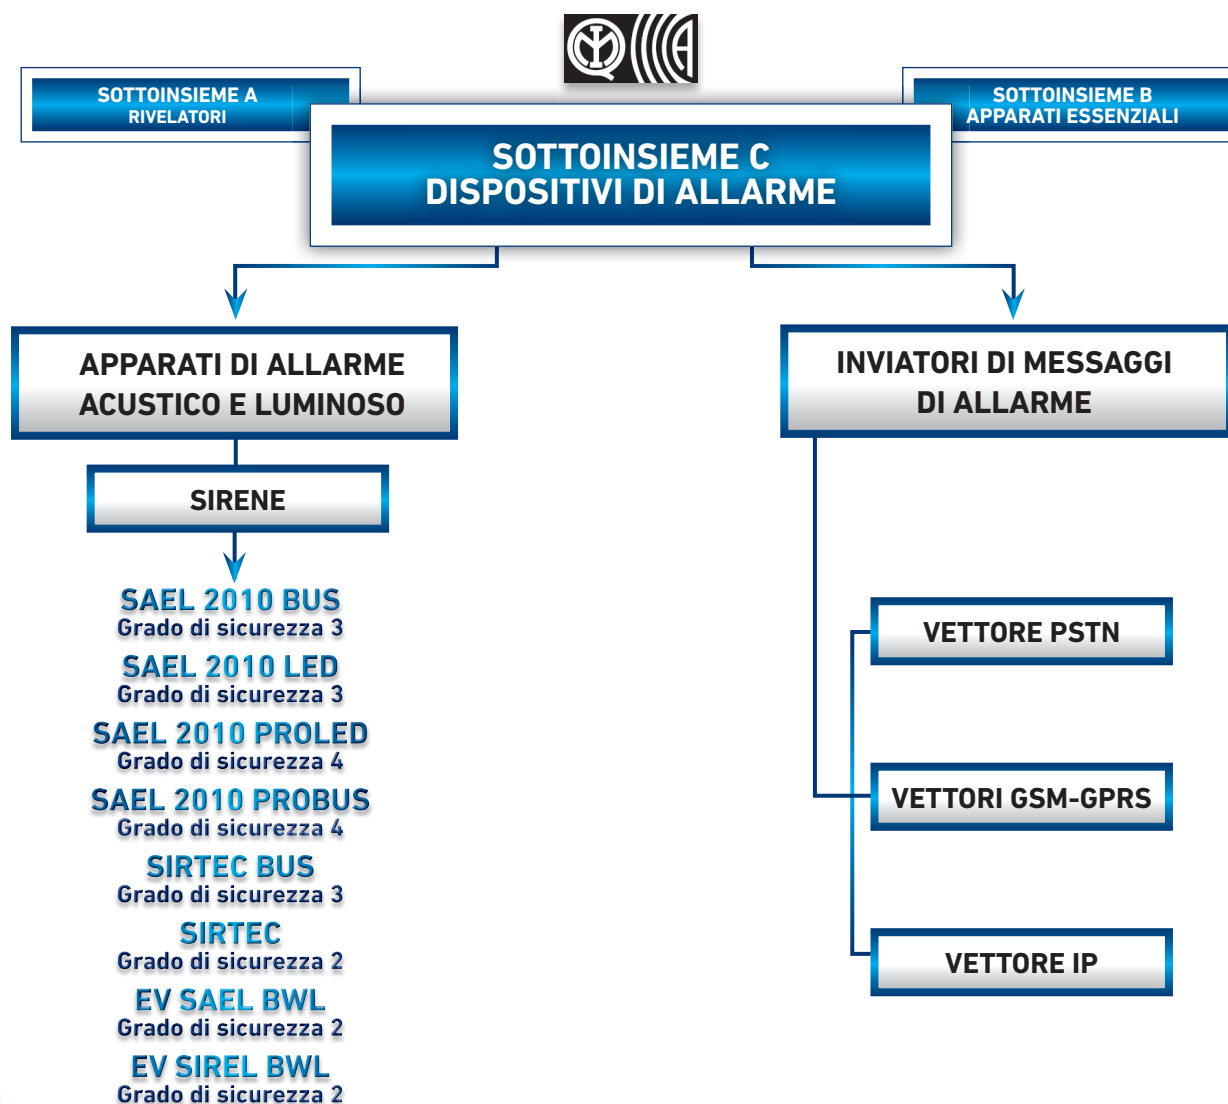 SOTTOINSIEME A
RIVELATORI
SOTTOINSIEME B
APPARATI ESSENZIALI
SOTTOINSIEME C
DISPOSITIVI DI ALLARME
APPARATI DI ALLARME
ACUSTICO E LUMINOSO
SIRENE
SAEL 2010 BUS
Grado di sicurezza 3
SAEL 2010 LED
Grado di sicurezza 3
SAEL 2010 PROLED
Grado di sicurezza 4
SAEL 2010 PROBUS
Grado di sicurezza 4
SIRTEC BUS
Grado di sicurezza 3
SIRTEC
Grado di sicurezza 2
EV SAEL BWL
Grado di sicurezza 2
EV SIREL BWL
Grado di sicurezza 2
INVIATORI DI MESSAGGI
DI ALLARME
VETTORE PSTN
VETTORI GSM-GPRS
VETTORE IP